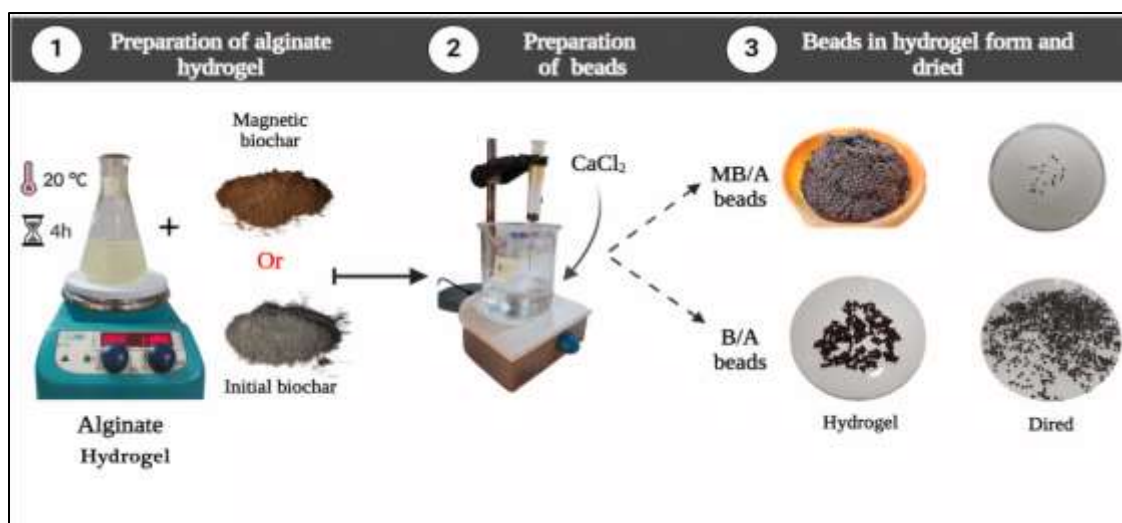 1
Preparation of alginate
hydrogel
2
Preparation
of beads
3
Beads in hydrogel form and
dried
20 °C
4h
+
Magnetic
biochar
Or
Initial biochar
Alginate
Hydrogel
CaCl₂
MB/A
beads
B/A
beads
Hydrogel
Dired